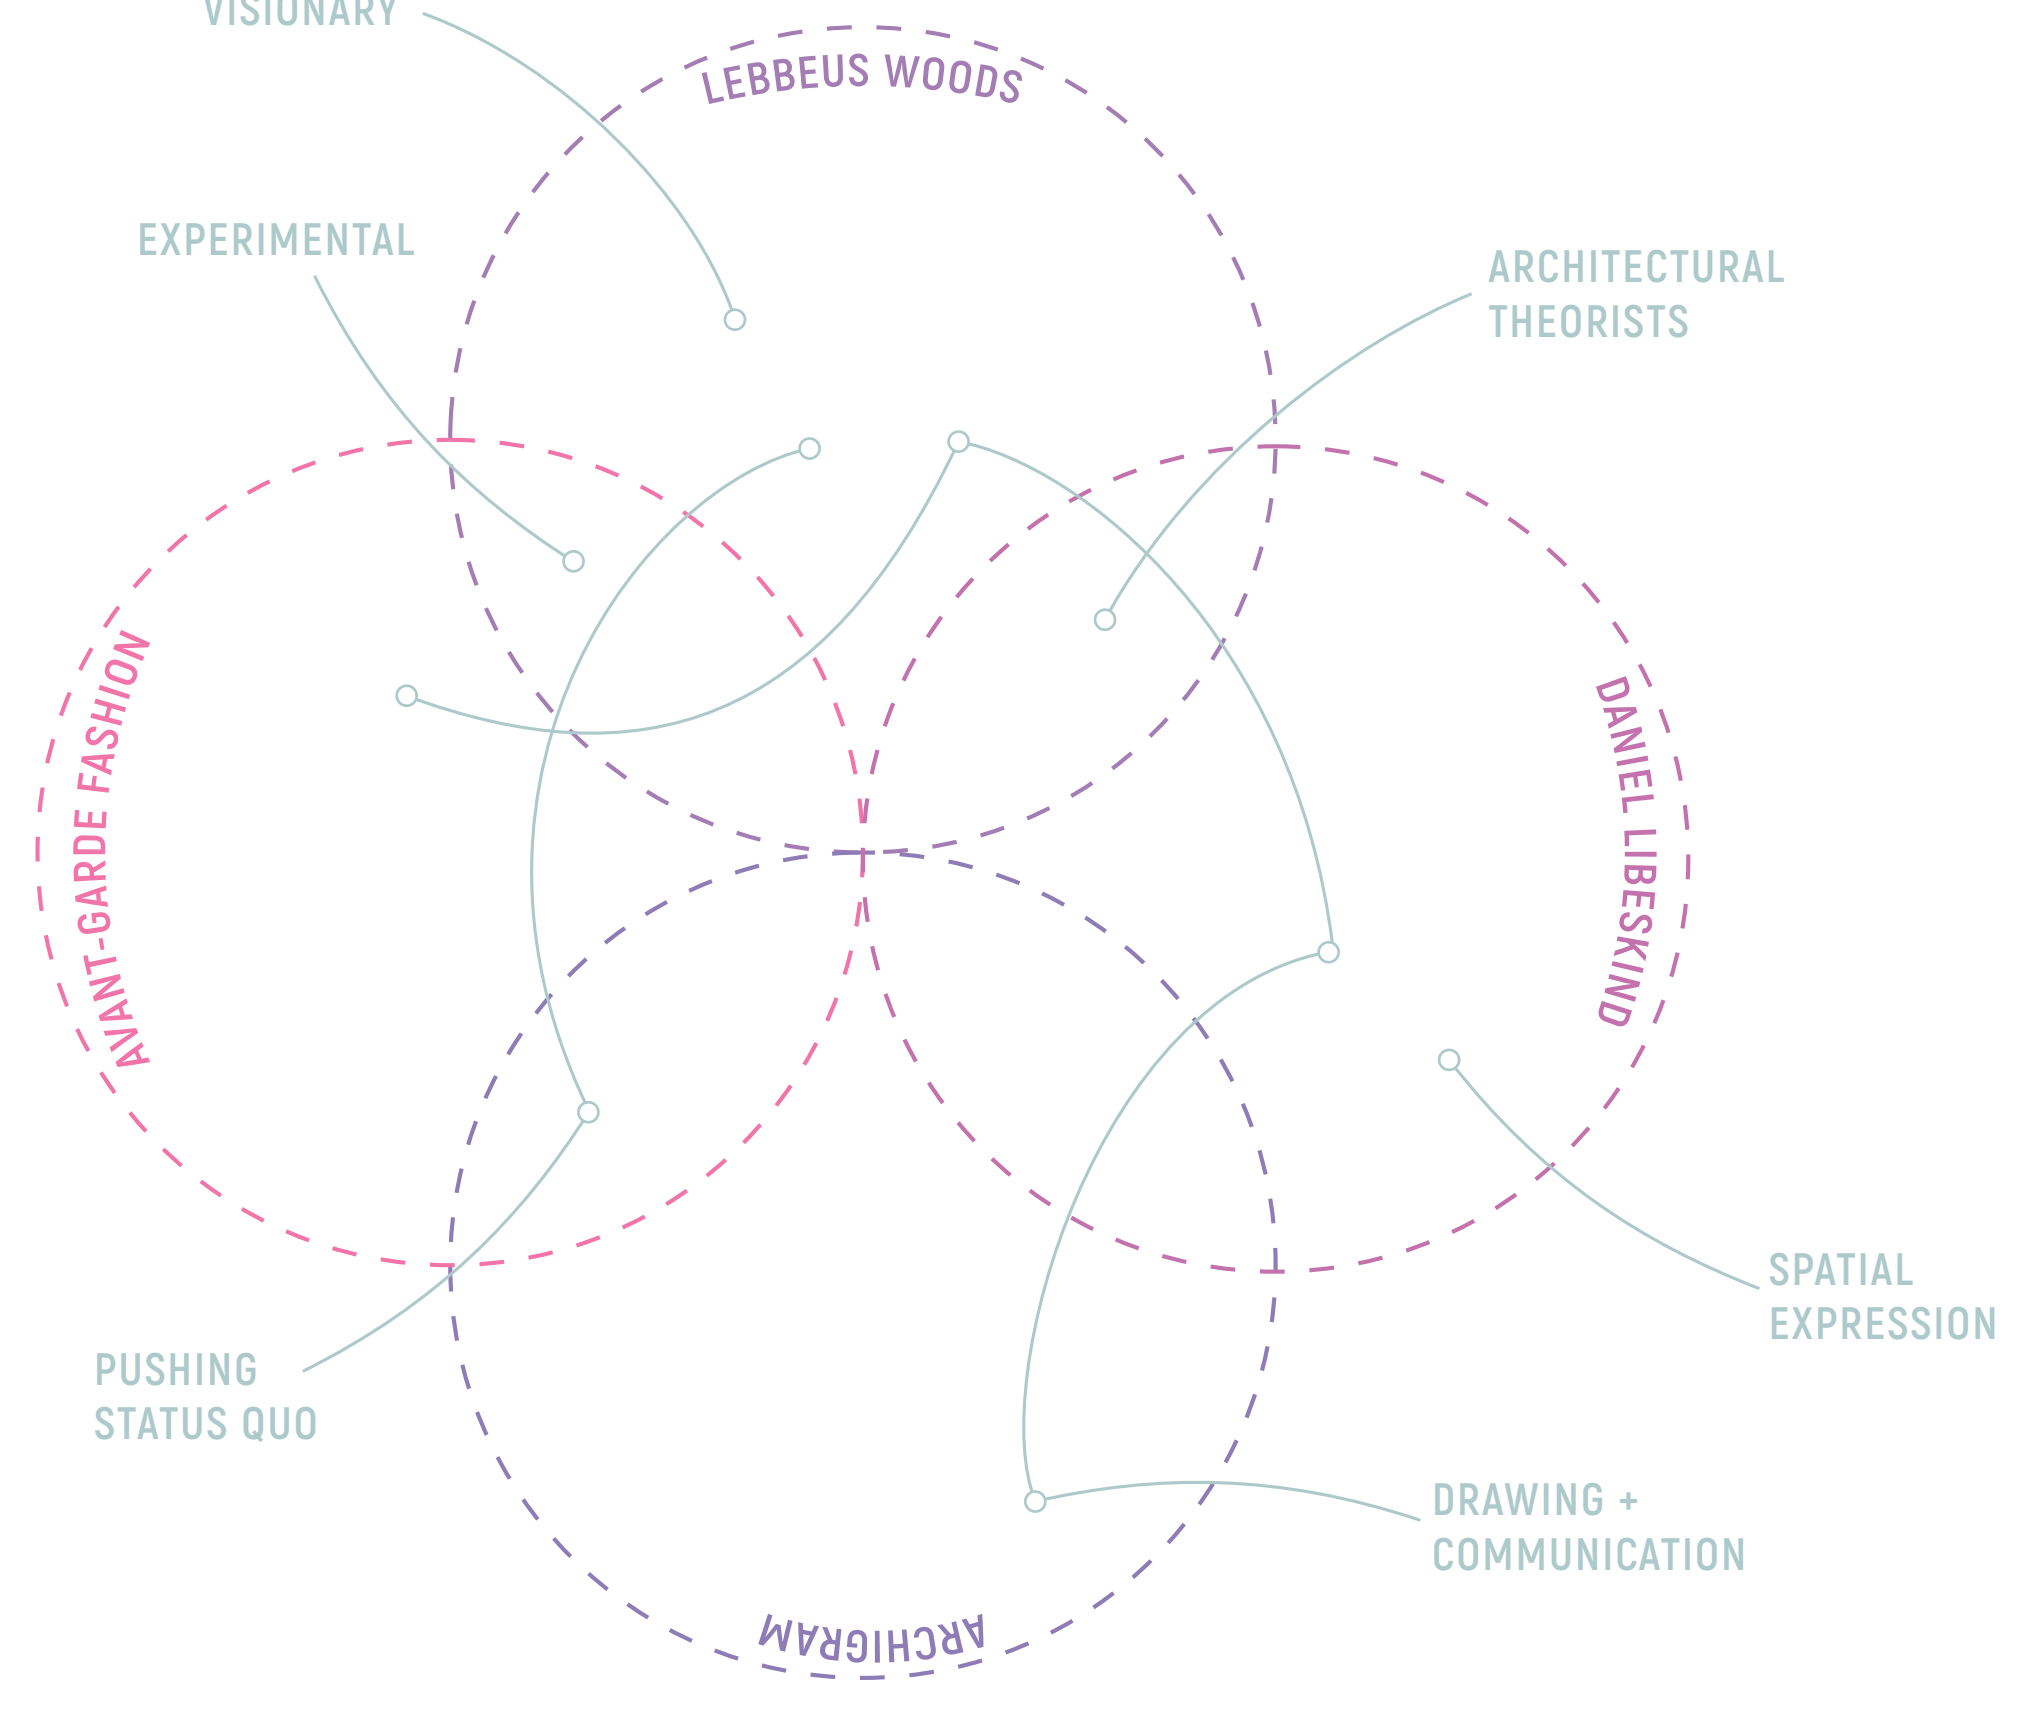 VISIONARY
LEBBEUS WOODS
EXPERIMENTAL
ARCHITECTURAL
THEORISTS
AVANT-GARDE FASHION
DANIEL LIBESKIND
SPATIAL
EXPRESSION
PUSHING
STATUS QUO
DRAWING +
COMMUNICATION
ARCHIGRAM